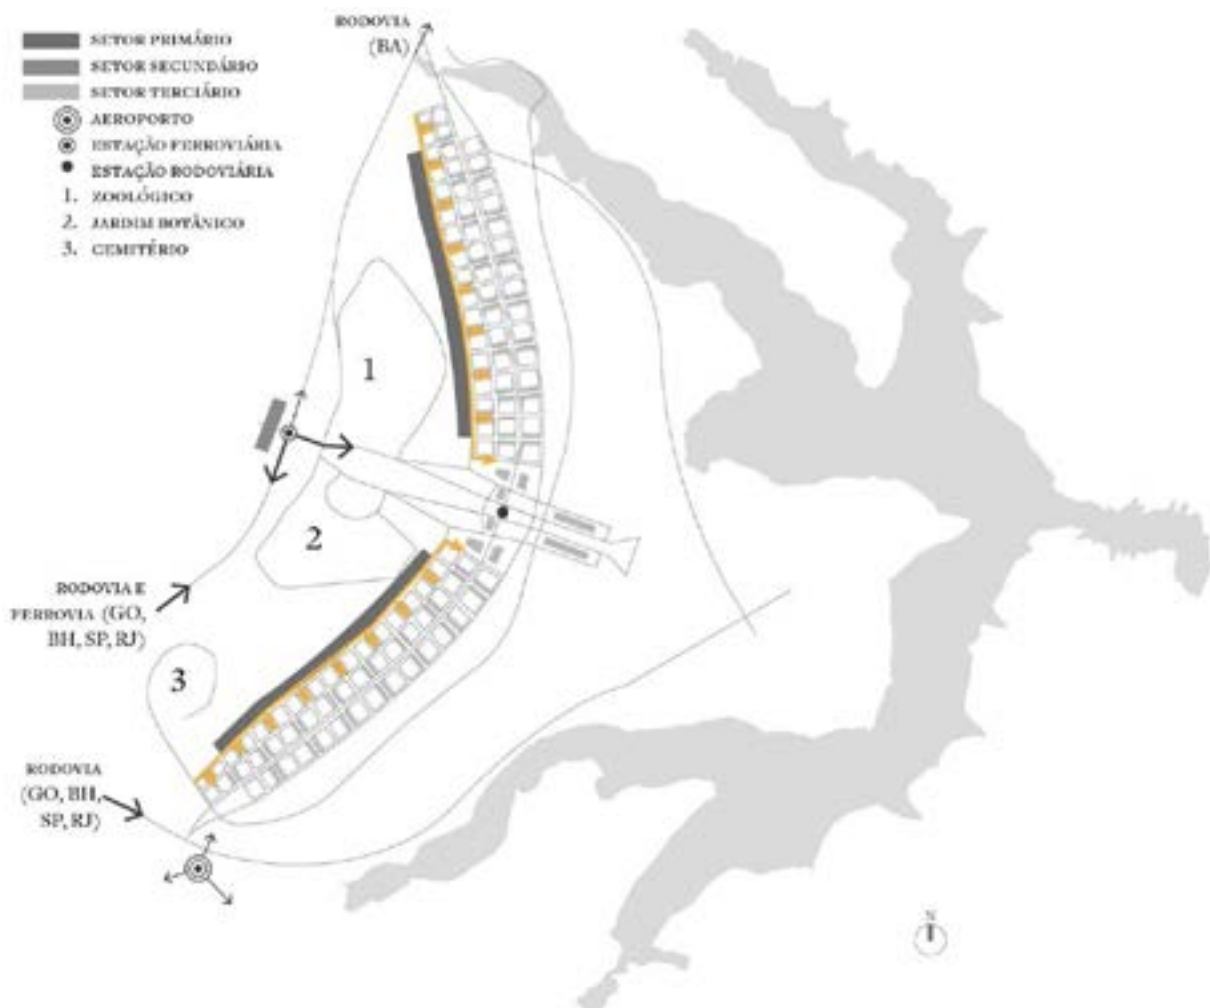 RODOVIA
(BA)
SETOR PRIMÁRIO
SETOR SECUNDÁRIO
SETOR TERCIÁRIO
AEROPORTO
ESTAÇÃO FERROVIÁRIA
ESTAÇÃO RODOVIÁRIA
1. ZOOLÓGICO
2. JARDIM BOTÂNICO
3. CEMITÉRIO
1
2
RODOVIA E
FERROVIA (GO,
BH, SP, RJ)
3
RODOVIA
(GO, BH,
SP, RJ)
N